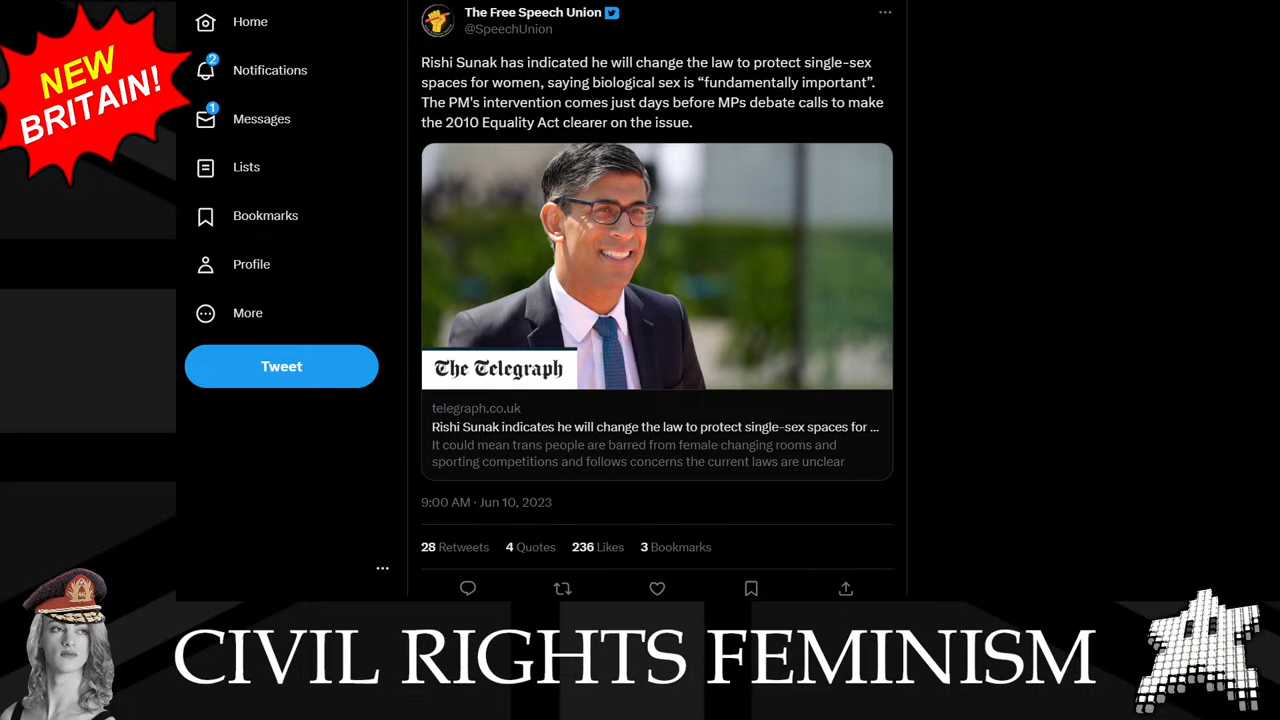 NEW
BRITAIN!
Home
2
Notifications
1
Messages
Lists
Bookmarks
Profile
More
Tweet
The Free Speech Union
@SpeechUnion
Rishi Sunak has indicated he will change the law to protect single-sex
spaces for women, saying biological sex is “fundamentally important”.
The PM's intervention comes just days before MPs debate calls to make
the 2010 Equality Act clearer on the issue.
The Telegraph
telegraph.co.uk
Rishi Sunak indicates he will change the law to protect single-sex spaces for ...
It could mean trans people are barred from female changing rooms and
sporting competitions and follows concerns the current laws are unclear
9:00 AM · Jun 10, 2023
28 Retweets 4 Quotes 236 Likes 3 Bookmarks
CIVIL RIGHTS FEMINISM